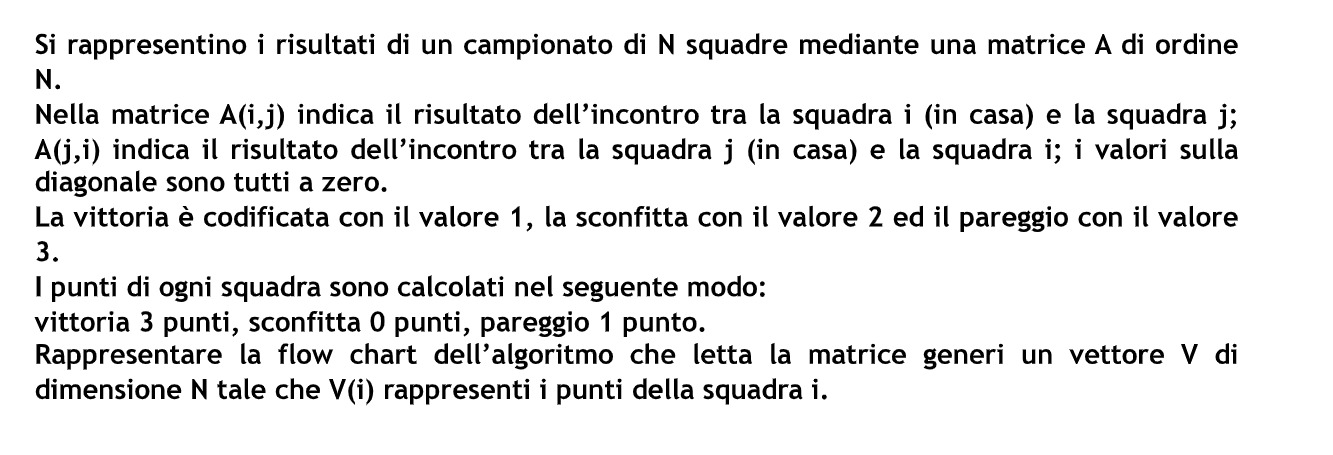 Si rappresentino i risultati di un campionato di N squadre mediante una matrice A di ordine
N.
Nella matrice A(i,j) indica il risultato dell’incontro tra la squadra i (in casa) e la squadra j;
A(j,i) indica il risultato dell’incontro tra la squadra j (in casa) e la squadra i; i valori sulla
diagonale sono tutti a zero.
La vittoria è codificata con il valore 1, la sconfitta con il valore 2 ed il pareggio con il valore
3.
I punti di ogni squadra sono calcolati nel seguente modo:
vittoria 3 punti, sconfitta 0 punti, pareggio 1 punto.
Rappresentare la flow chart dell’algoritmo che letta la matrice generi un vettore V di
dimensione N tale che V(i) rappresenti i punti della squadra i.